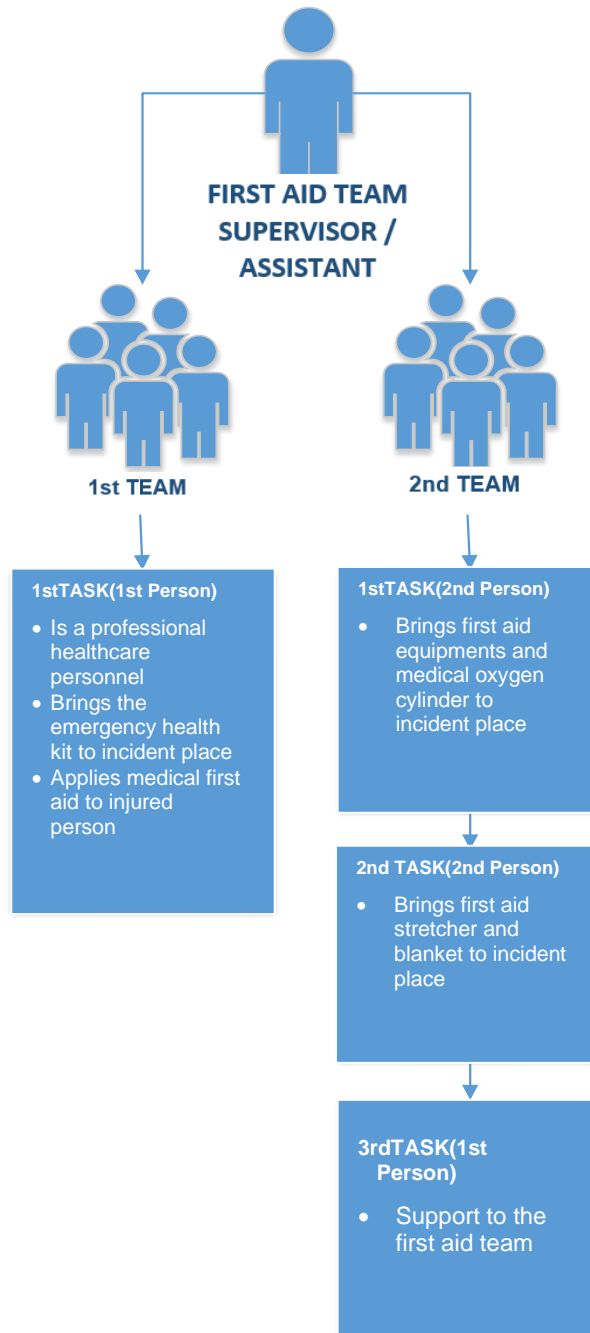 FIRST AID TEAM
SUPERVISOR /
ASSISTANT
1st TEAM
2nd TEAM
1stTASK(1st Person)
• Is a professional
healthcare
personnel
• Brings the
emergency health
kit to incident place
• Applies medical first
aid to injured
person
1stTASK(2nd Person)
• Brings first aid
equipments and
medical oxygen
cylinder to
incident place
2nd TASK(2nd Person)
• Brings first aid
stretcher and
blanket to incident
place
3rdTASK(1st
Person)
• Support to the
first aid team